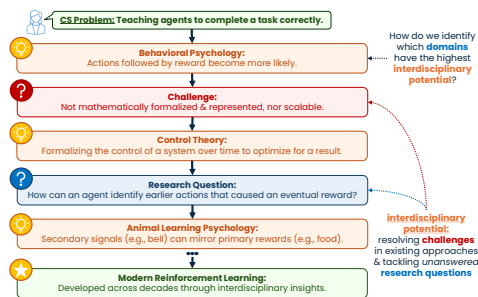 CS Problem: Teaching agents to complete a task correctly.
Behavioral Psychology:
Actions followed by reward become more likely.
How do we identify
which domains
have the highest
interdisciplinary
potential?
?
Challenge:
Not mathematically formalized & represented, nor scalable.
Control Theory:
Formalizing the control of a system over time to optimize for a result.
?
Research Question:
How can an agent identify earlier actions that caused an eventual reward?
Animal Learning Psychology:
Secondary signals (e.g., bell) can mirror primary rewards (e.g., food).
interdisciplinary
potential:
resolving challenges
in existing approaches
& tackling unanswered
research questions
•••
Modern Reinforcement Learning:
Developed across decades through interdisciplinary insights.